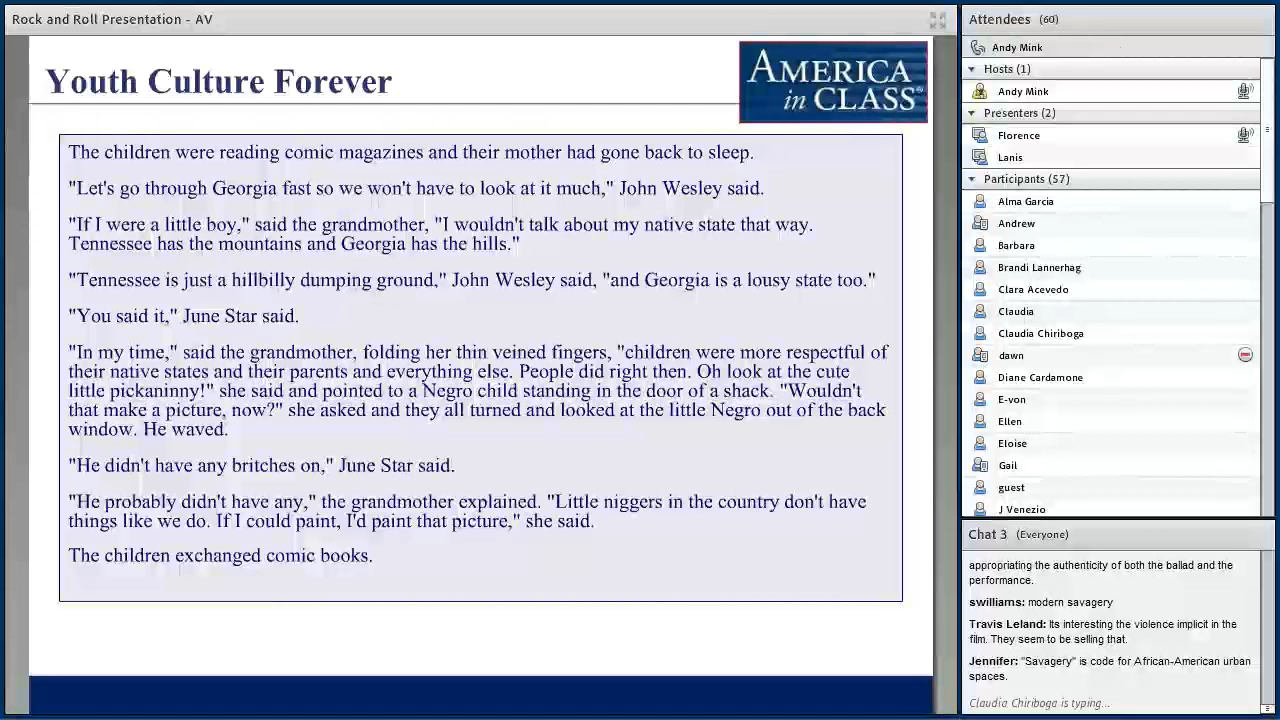 Rock and Roll Presentation - AV
Youth Culture Forever
AMERICA
in CLASS®
The children were reading comic magazines and their mother had gone back to sleep.
"Let's go through Georgia fast so we won't have to look at it much," John Wesley said.
"If I were a little boy," said the grandmother, "I wouldn't talk about my native state that way.
Tennessee has the mountains and Georgia has the hills."
"Tennessee is just a hillbilly dumping ground," John Wesley said, "and Georgia is a lousy state too."
"You said it," June Star said.
"In my time," said the grandmother, folding her thin veined fingers, "children were more respectful of
their native states and their parents and everything else. People did right then. Oh look at the cute
little pickaninny!" she said and pointed to a Negro child standing in the door of a shack. "Wouldn't
that make a picture, now?" she asked and they all turned and looked at the little Negro out of the back
window. He waved.
"He didn't have any britches on," June Star said.
"He probably didn't have any," the grandmother explained. "Little niggers in the country don't have
things like we do. If I could paint, I'd paint that picture," she said.
The children exchanged comic books.
Attendees (60)
Andy Mink
Hosts (1)
Andy Mink
Presenters (2)
Florence
Lanis
Participants (57)
Alma Garcia
Andrew
Barbara
Brandi Lannerhag
Clara Acevedo
Claudia
Claudia Chiriboga
dawn
Diane Cardamone
E-von
Ellen
Eloise
Gail
guest
J Venezio
Chat 3 (Everyone)
appropriating the authenticity of both the ballad and the
performance.
swilliams: modern savagery
Travis Leland: Its interesting the violence implicit in the
film. They seem to be selling that.
Jennifer: "Savagery" is code for African-American urban
spaces.
Claudia Chiriboga is typing...